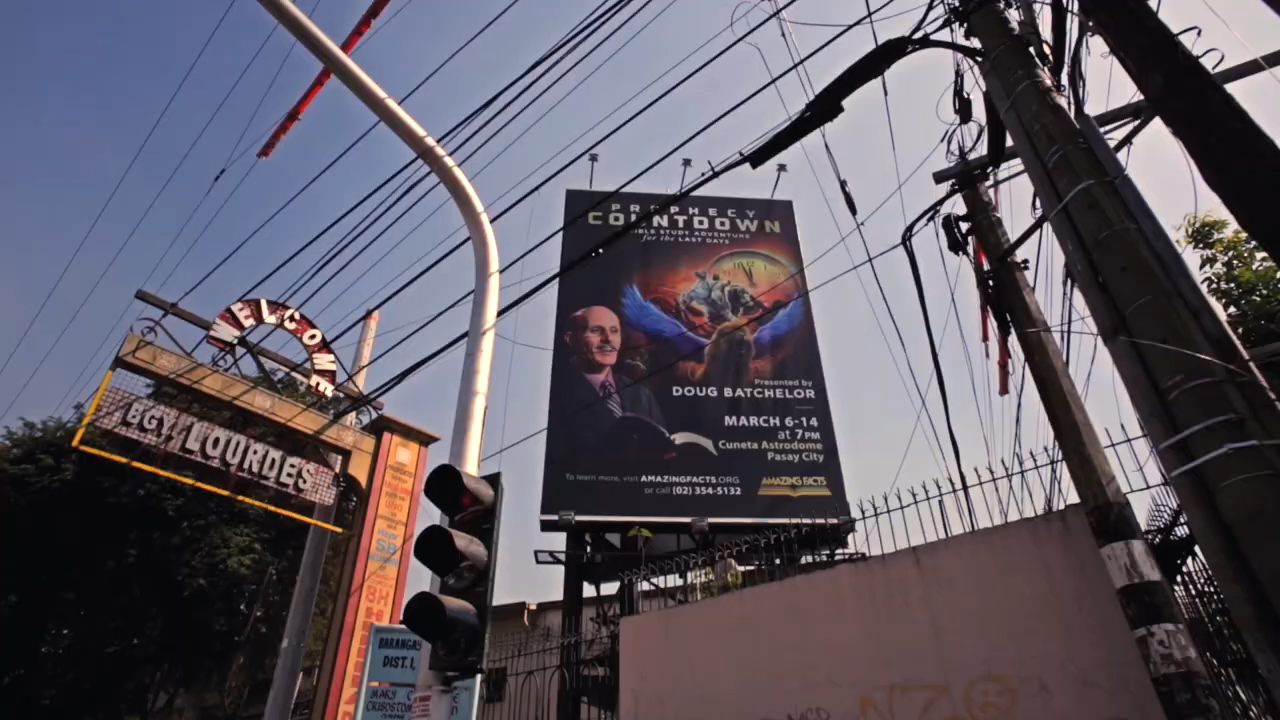 WELCOME
BGY. LOURDES
PROPHECY
COUNTDOWN
BIBLE STUDY ADVENTURE
for the LAST DAYS
Presented by
DOUG BATCHELOR
MARCH 6-14
at 7PM
Cuneta Astrodome
Pasay City
To learn more, visit AMAZINGFACTS.ORG
or call (02) 354-5132
AMAZING FACTS
BARANGAY
DIST. I,
MARY
CRISOSTOM